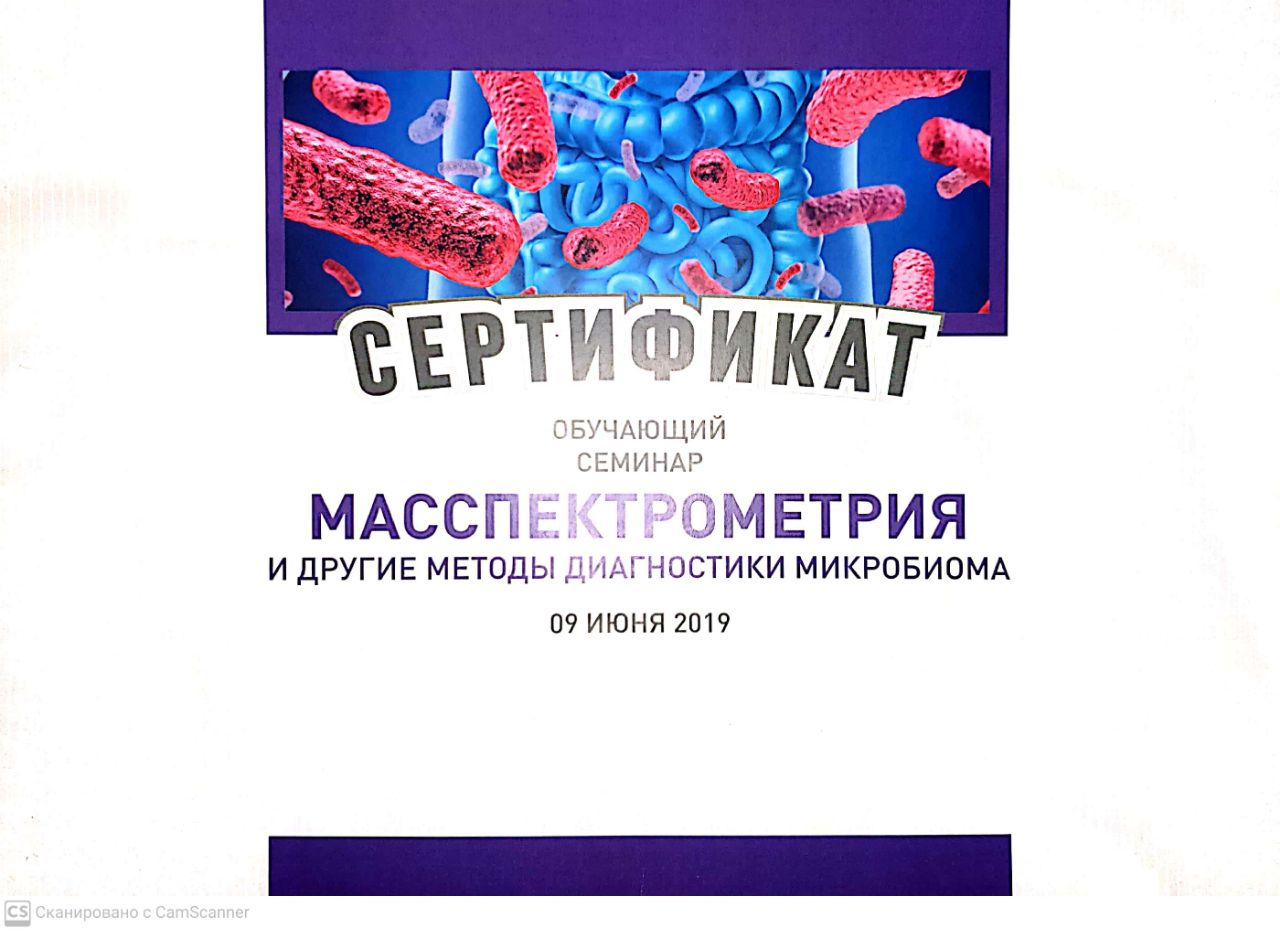 СЕРТИФИКАТ
ОБУЧАЮЩИЙ
СЕМИНАР
МАССПЕКТРОМЕТРИЯ
И ДРУГИЕ МЕТОДЫ ДИАГНОСТИКИ МИКРОБИОМА
09 ИЮНЯ 2019
CS Сканировано с CamScanner